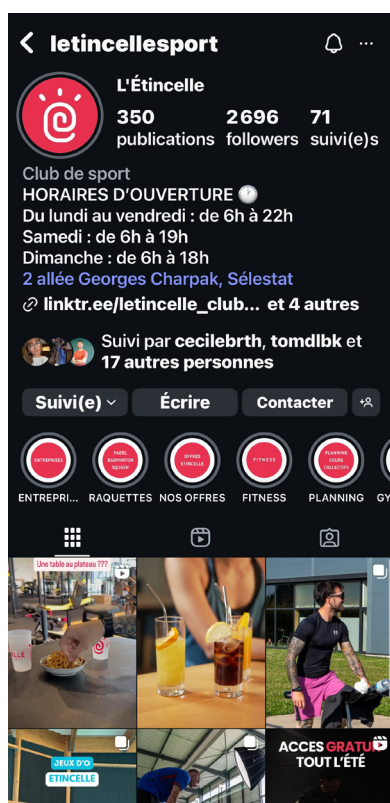 letincellesport
L'Étincelle
350 2 696 71
publications followers suivi(e)s
Club de sport
HORAIRES D'OUVERTURE 🕐
Du lundi au vendredi : de 6h à 22h
Samedi : de 6h à 19h
Dimanche : de 6h à 18h
2 allée Georges Charpak, Sélestat
linktr.ee/letincelle_club... et 4 autres
Suivi par cecilebrth, tomdlbk et
17 autres personnes
Suivi(e) Écrire Contacter
ENTREPRISES
PADEL
BADMINTON
SQUASH
OFFRES
ETINCELLE
FITNESS
PLANNING
COURS
COLLECTIFS
ENTREPRI... RAQUETTES NOS OFFRES FITNESS PLANNING GY
Une table au plateau ???
JEUX D'O
ETINCELLE
ACCES GRATUIT
TOUT L'ÉTÉ